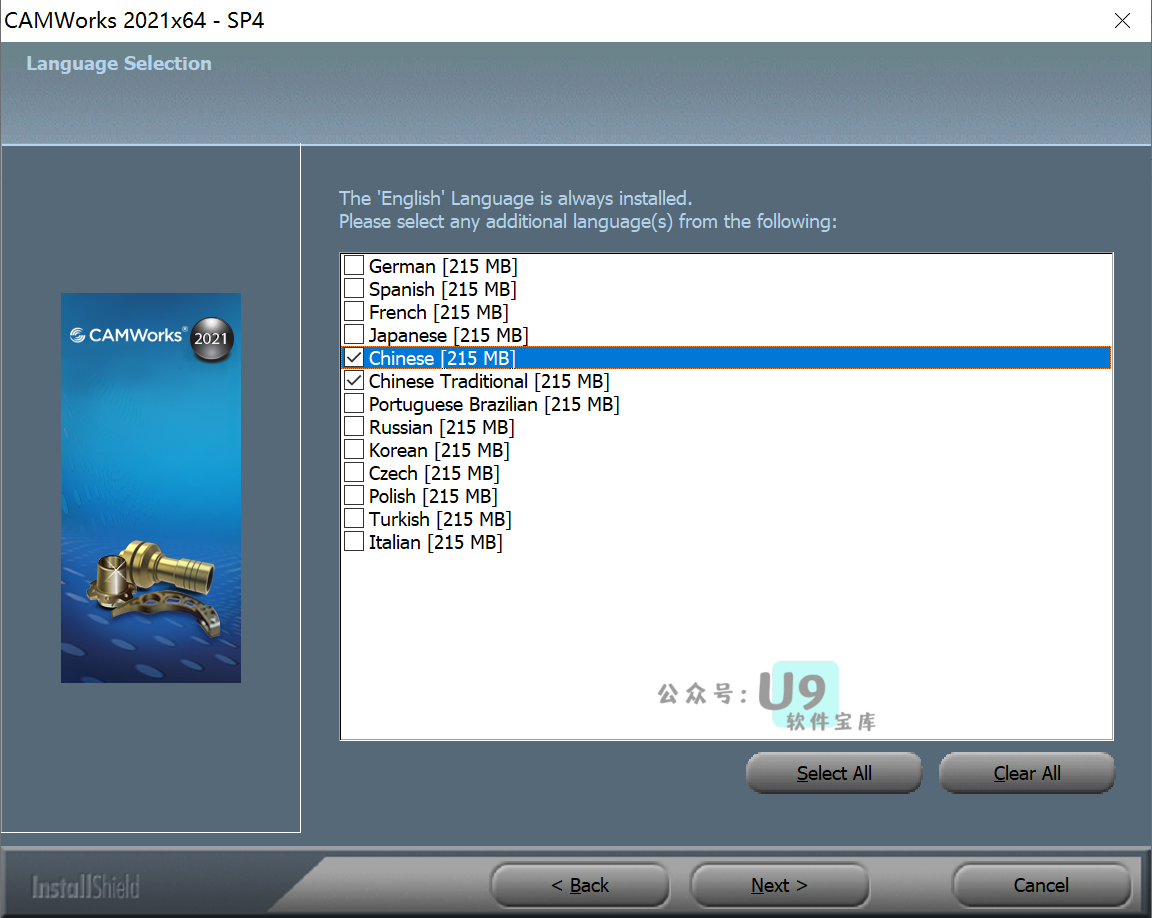 CAMWorks 2021x64 - SP4
Language Selection
The 'English' Language is always installed.
Please select any additional language(s) from the following:
German [215 MB]
Spanish [215 MB]
French [215 MB]
Japanese [215 MB]
Chinese [215 MB]
Chinese Traditional [215 MB]
Portuguese Brazilian [215 MB]
Russian [215 MB]
Korean [215 MB]
Czech [215 MB]
Polish [215 MB]
Turkish [215 MB]
Italian [215 MB]
CAMWorks® 2021
公众号：U9
软件宝库
Select All
Clear All
InstallShield
< Back
Next >
Cancel